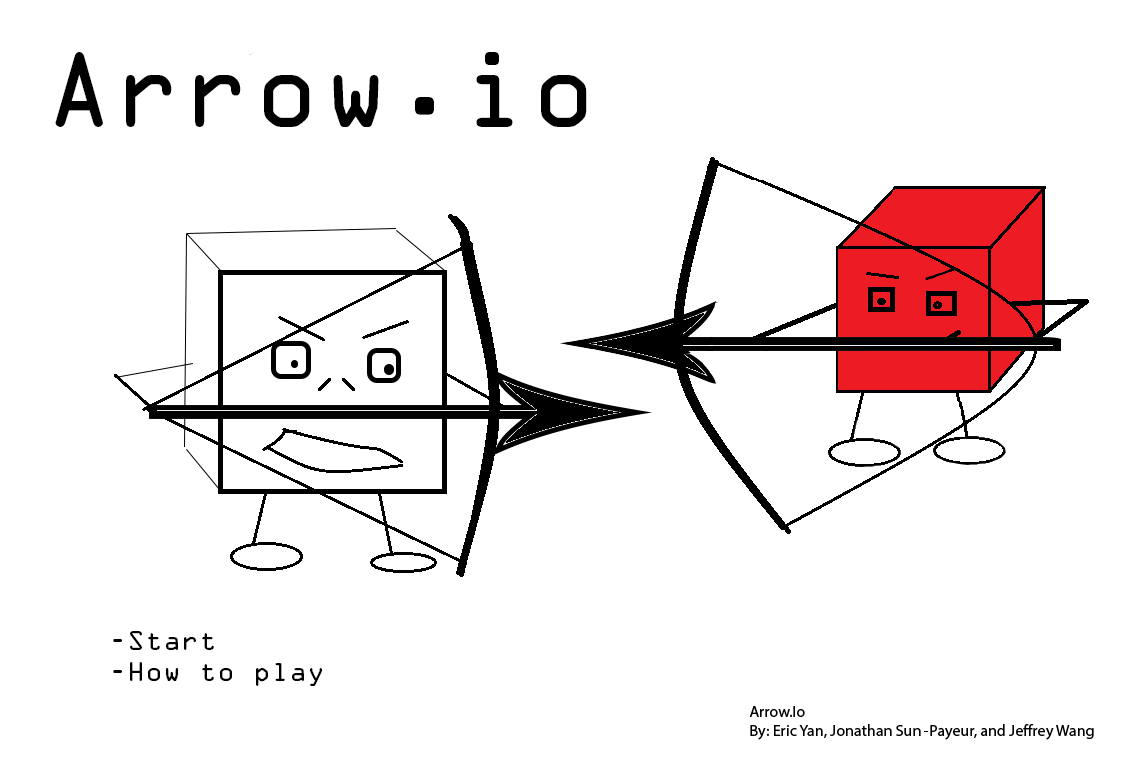 Arrow.io
-Start
-How to play
Arrow.Io
By: Eric Yan, Jonathan Sun-Payeur, and Jeffrey Wang